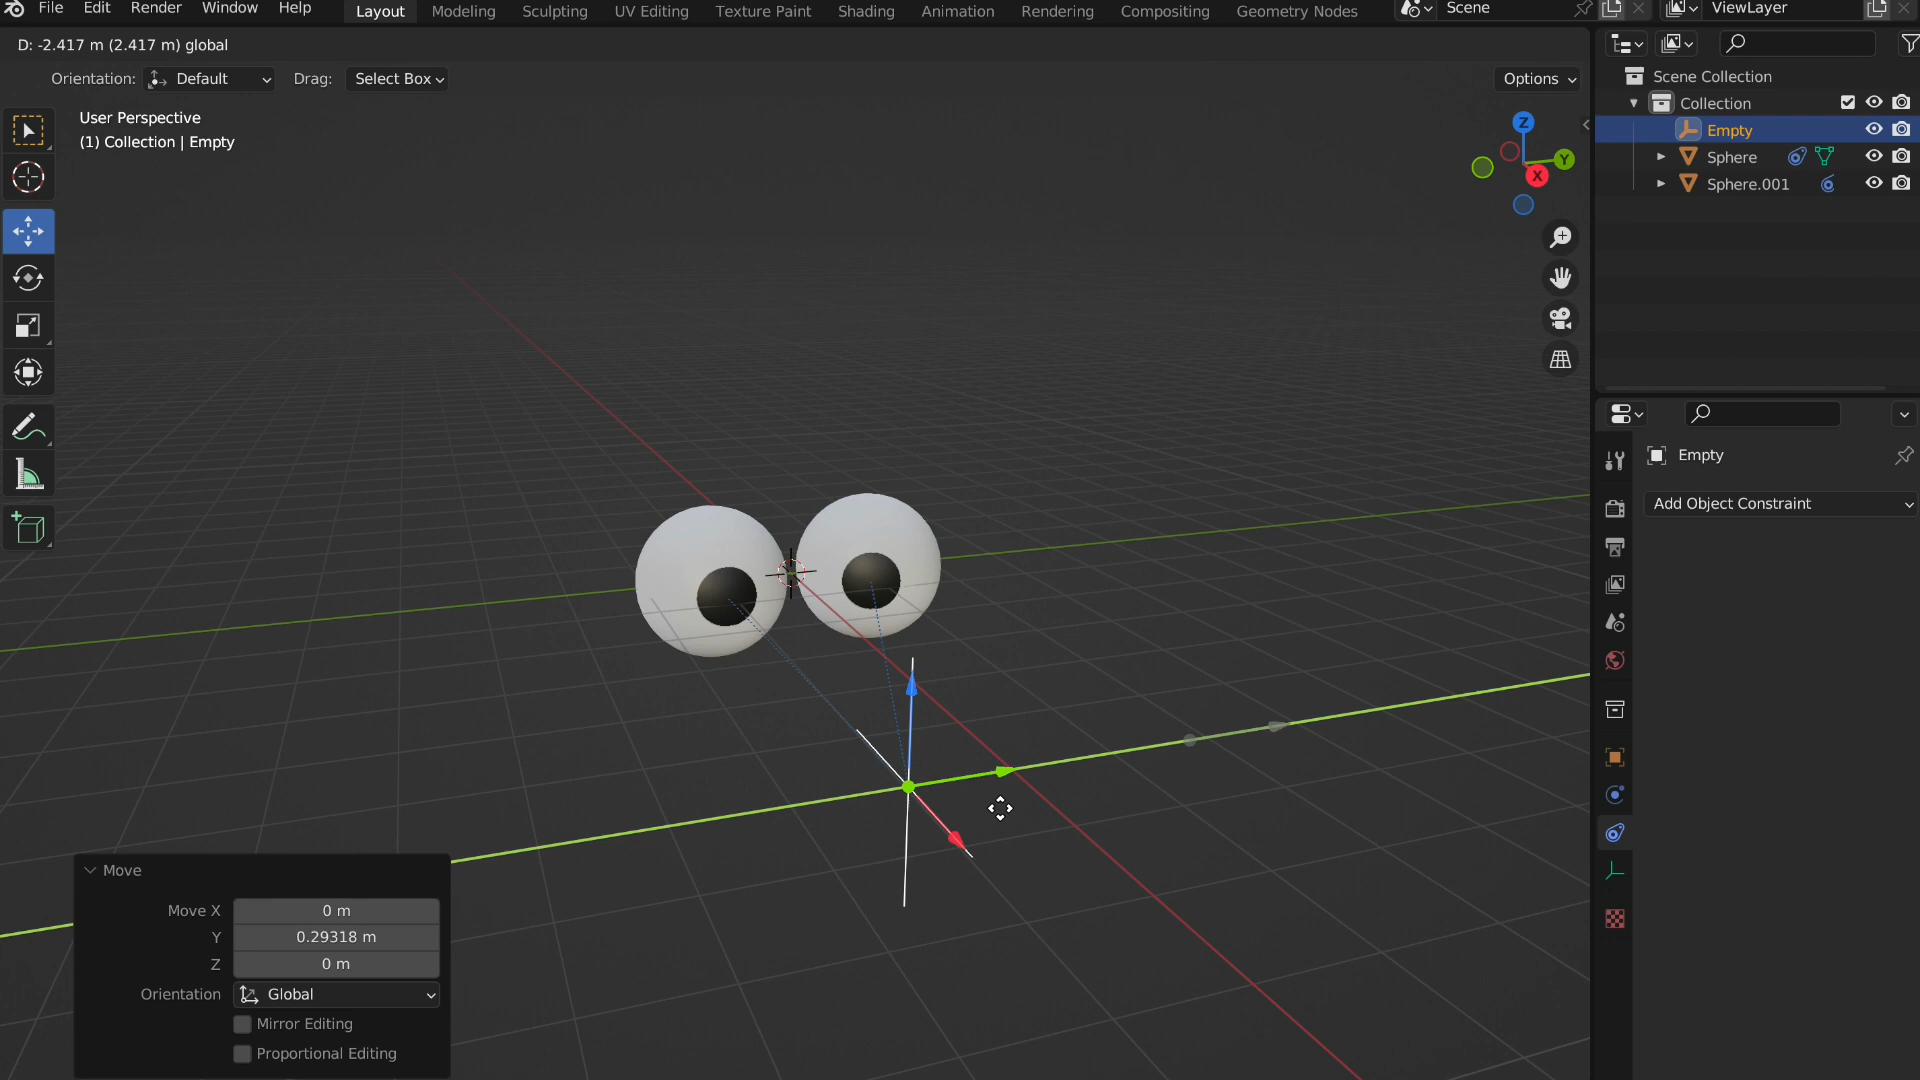 File Edit Render Window Help Layout Modeling Sculpting UV Editing Texture Paint Shading Animation Rendering Compositing Geometry Nodes Scene ViewLayer
D: -2.417 m (2.417 m) global
Orientation: Default Drag: Select Box Options
User Perspective
(1) Collection | Empty
Z
Y
X
Scene Collection
Collection
Empty
Sphere
Sphere.001
Empty
Add Object Constraint
Move
Move X 0 m
Y 0.29318 m
Z 0 m
Orientation Global
Mirror Editing
Proportional Editing